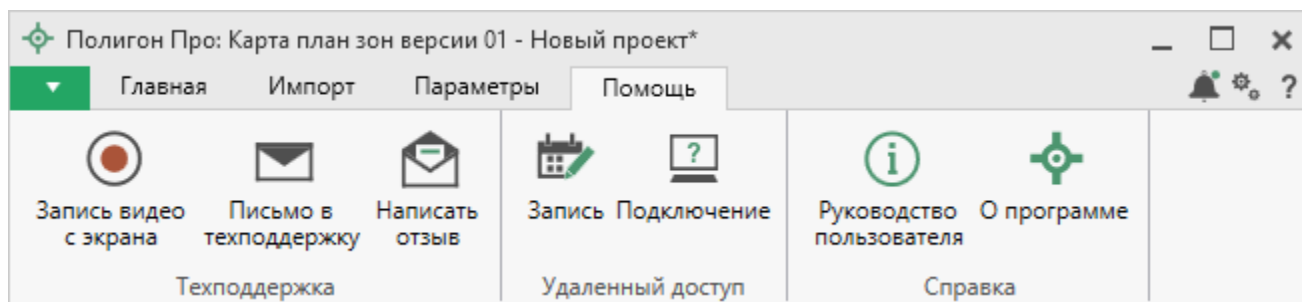 Полигон Про: Карта план зон версии 01 - Новый проект*
Главная Импорт Параметры Помощь ?
?
Запись видео Письмо в Написать Запись Подключение Руководство О программе
с экрана техподдержку отзыв пользователя
Техподдержка Удаленный доступ Справка